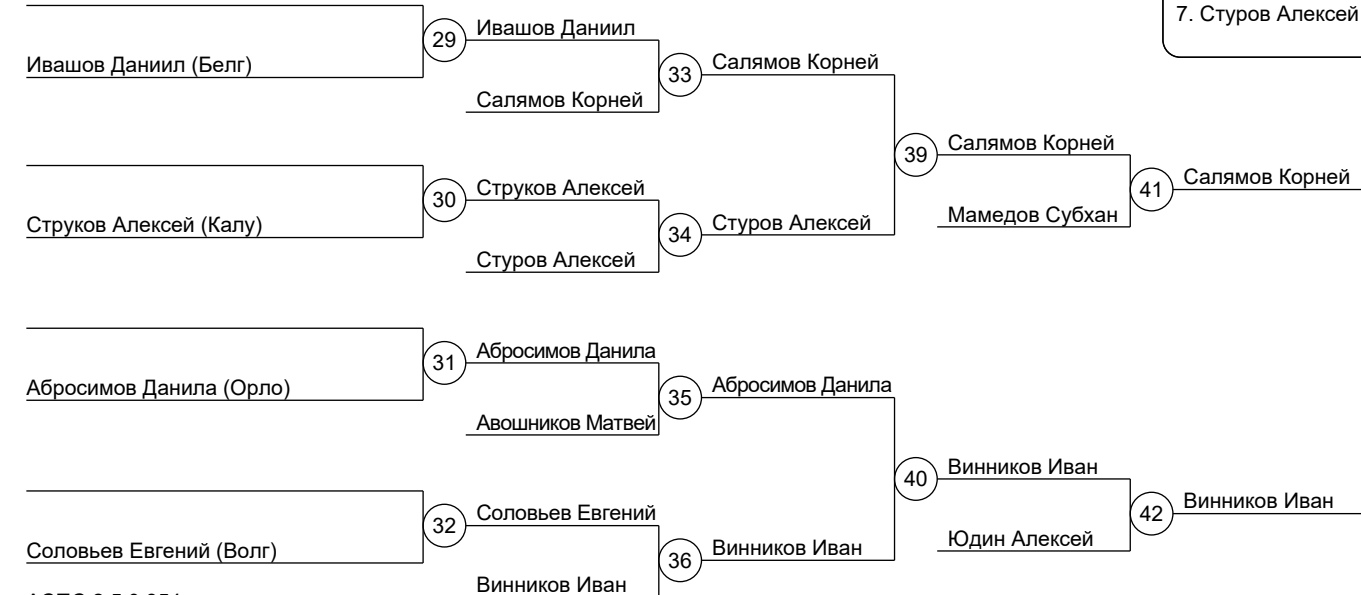 7. Стуров Алексей
29
Ивашов Даниил
Ивашов Даниил (Белг)
33
Салямов Корней
Салямов Корней
39
Салямов Корней
30
Струков Алексей
41
Салямов Корней
Струков Алексей (Калу)
34
Стуров Алексей
Мамедов Субхан
Стуров Алексей
31
Абросимов Данила
Абросимов Данила (Орло)
35
Абросимов Данила
Авошников Матвей
40
Винников Иван
32
Соловьев Евгений
42
Винников Иван
Соловьев Евгений (Волг)
36
Винников Иван
Юдин Алексей
Винников Иван